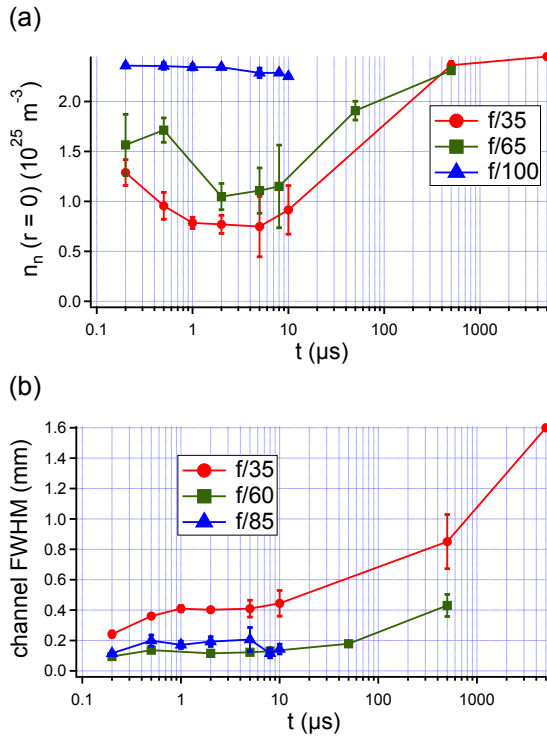 (a)
n_n (r = 0) (10^25 m^-3)
2.0
1.5
1.0
0.5
0.0
f/35
f/65
f/100
0.1 1 10 100 1000
t (µs)
(b)
channel FWHM (mm)
1.6
1.4
1.2
1.0
0.8
0.6
0.4
0.2
0.0
f/35
f/60
f/85
0.1 1 10 100 1000
t (µs)